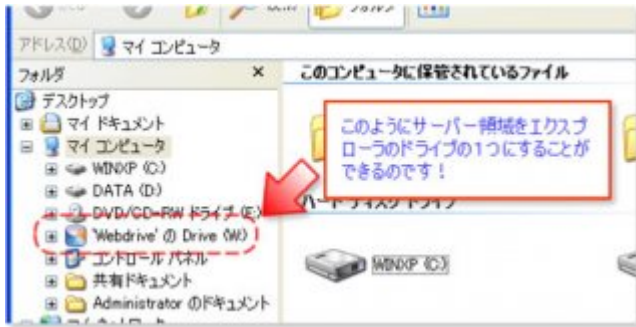 アドレス(D) マイ コンピュータ
フォルダ ×
このコンピュータに保管されているファイル
デスクトップ
マイ ドキュメント
マイ コンピュータ
WINXP (C:)
DATA (D:)
DVD/CD-RW ドライブ (E:)
'Webdrive' の Drive (W:)
コントロール パネル
共有ドキュメント
Administrator のドキュメント
このようにサーバー領域をエクスプ
ローラのドライブの1つにすることが
できるのです!
ハード ディスク ドライブ
WINXP (C:)